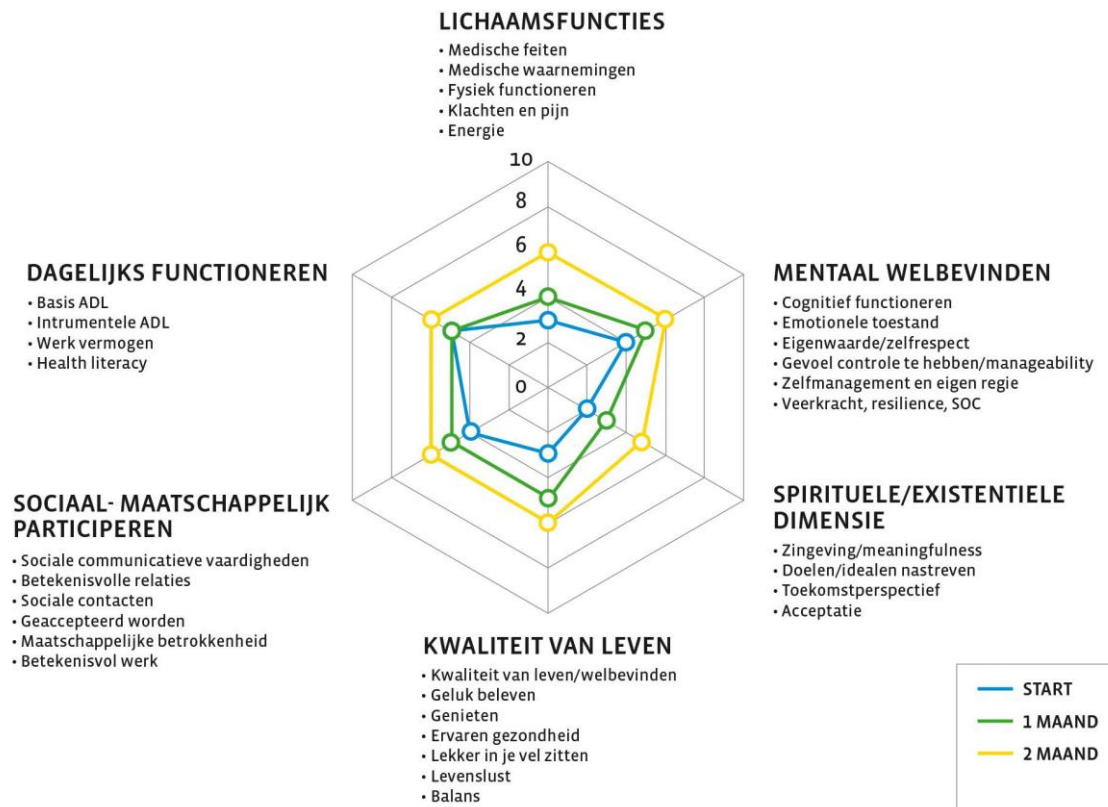 LICHAAMSFUNCTIES
• Medische feiten
• Medische waarnemingen
• Fysiek functioneren
• Klachten en pijn
• Energie
10
8
6
4
2
0
DAGELIJKS FUNCTIONEREN
• Basis ADL
• Intrumentele ADL
• Werk vermogen
• Health literacy
MENTAAL WELBEVINDEN
• Cognitief functioneren
• Emotionele toestand
• Eigenwaarde/zelfrespect
• Gevoel controle te hebben/manageability
• Zelfmanagement en eigen regie
• Veerkracht, resilience, SOC
SOCIAAL- MAATSCHAPPELIJK
PARTICIPEREN
• Sociale communicatieve vaardigheden
• Betekenisvolle relaties
• Sociale contacten
• Geaccepteerd worden
• Maatschappelijke betrokkenheid
• Betekenisvol werk
SPIRITUELE/EXISTENTIELE
DIMENSIE
• Zingeving/meaningfulness
• Doelen/idealen nastreven
• Toekomstperspectief
• Acceptatie
KWALITEIT VAN LEVEN
• Kwaliteit van leven/welbevinden
• Geluk beleven
• Genieten
• Ervaren gezondheid
• Lekker in je vel zitten
• Levenslust
• Balans
START
1 MAAND
2 MAAND